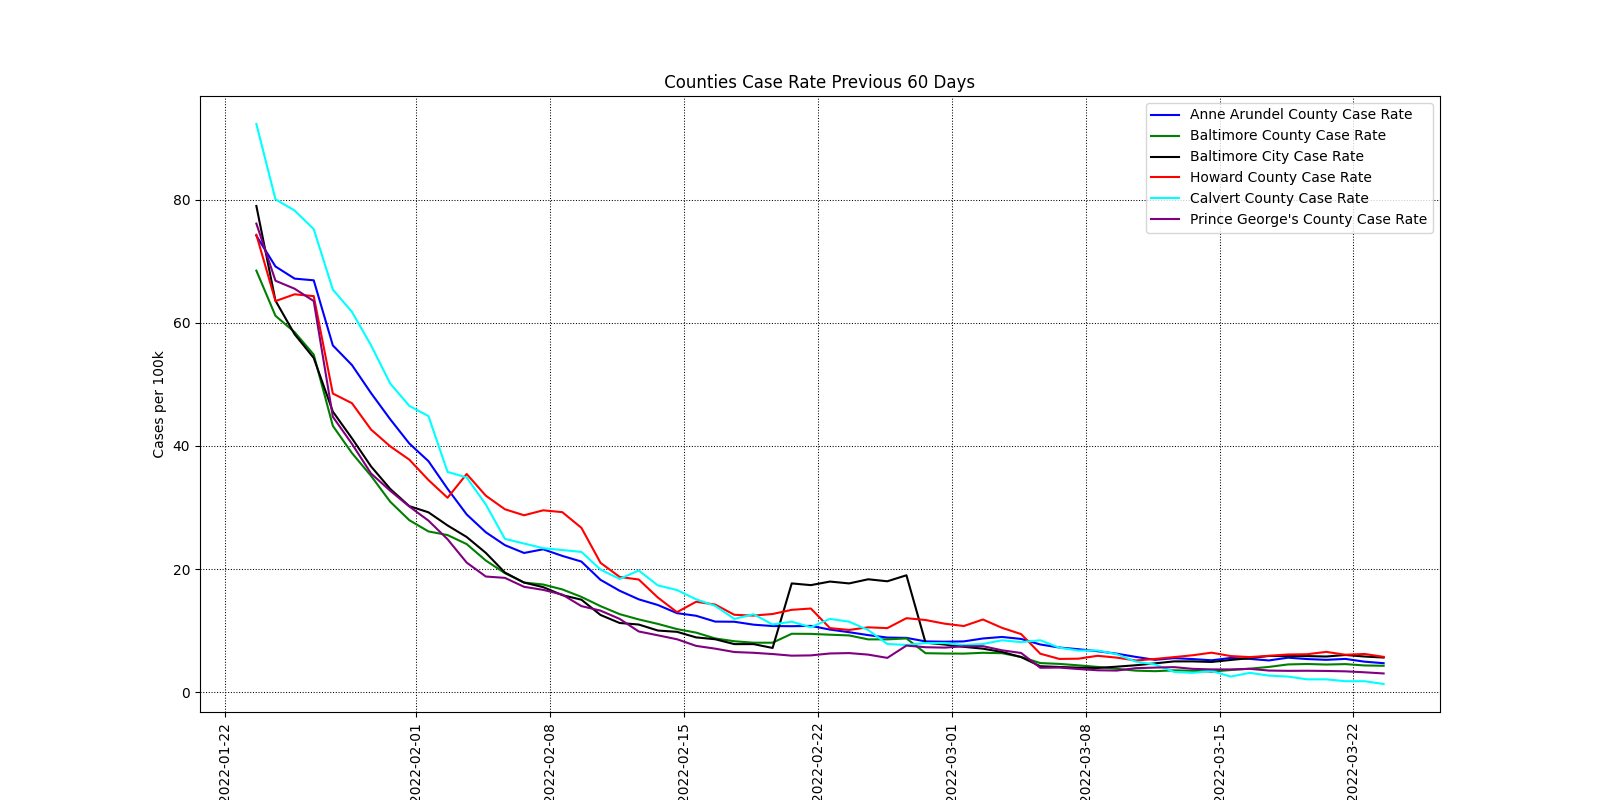 Counties Case Rate Previous 60 Days
Anne Arundel County Case Rate
Baltimore County Case Rate
Baltimore City Case Rate
Howard County Case Rate
Calvert County Case Rate
Prince George's County Case Rate
Cases per 100k
80
60
40
20
0
2022-01-22
2022-02-01
2022-02-08
2022-02-15
2022-02-22
2022-03-01
2022-03-08
2022-03-15
2022-03-22